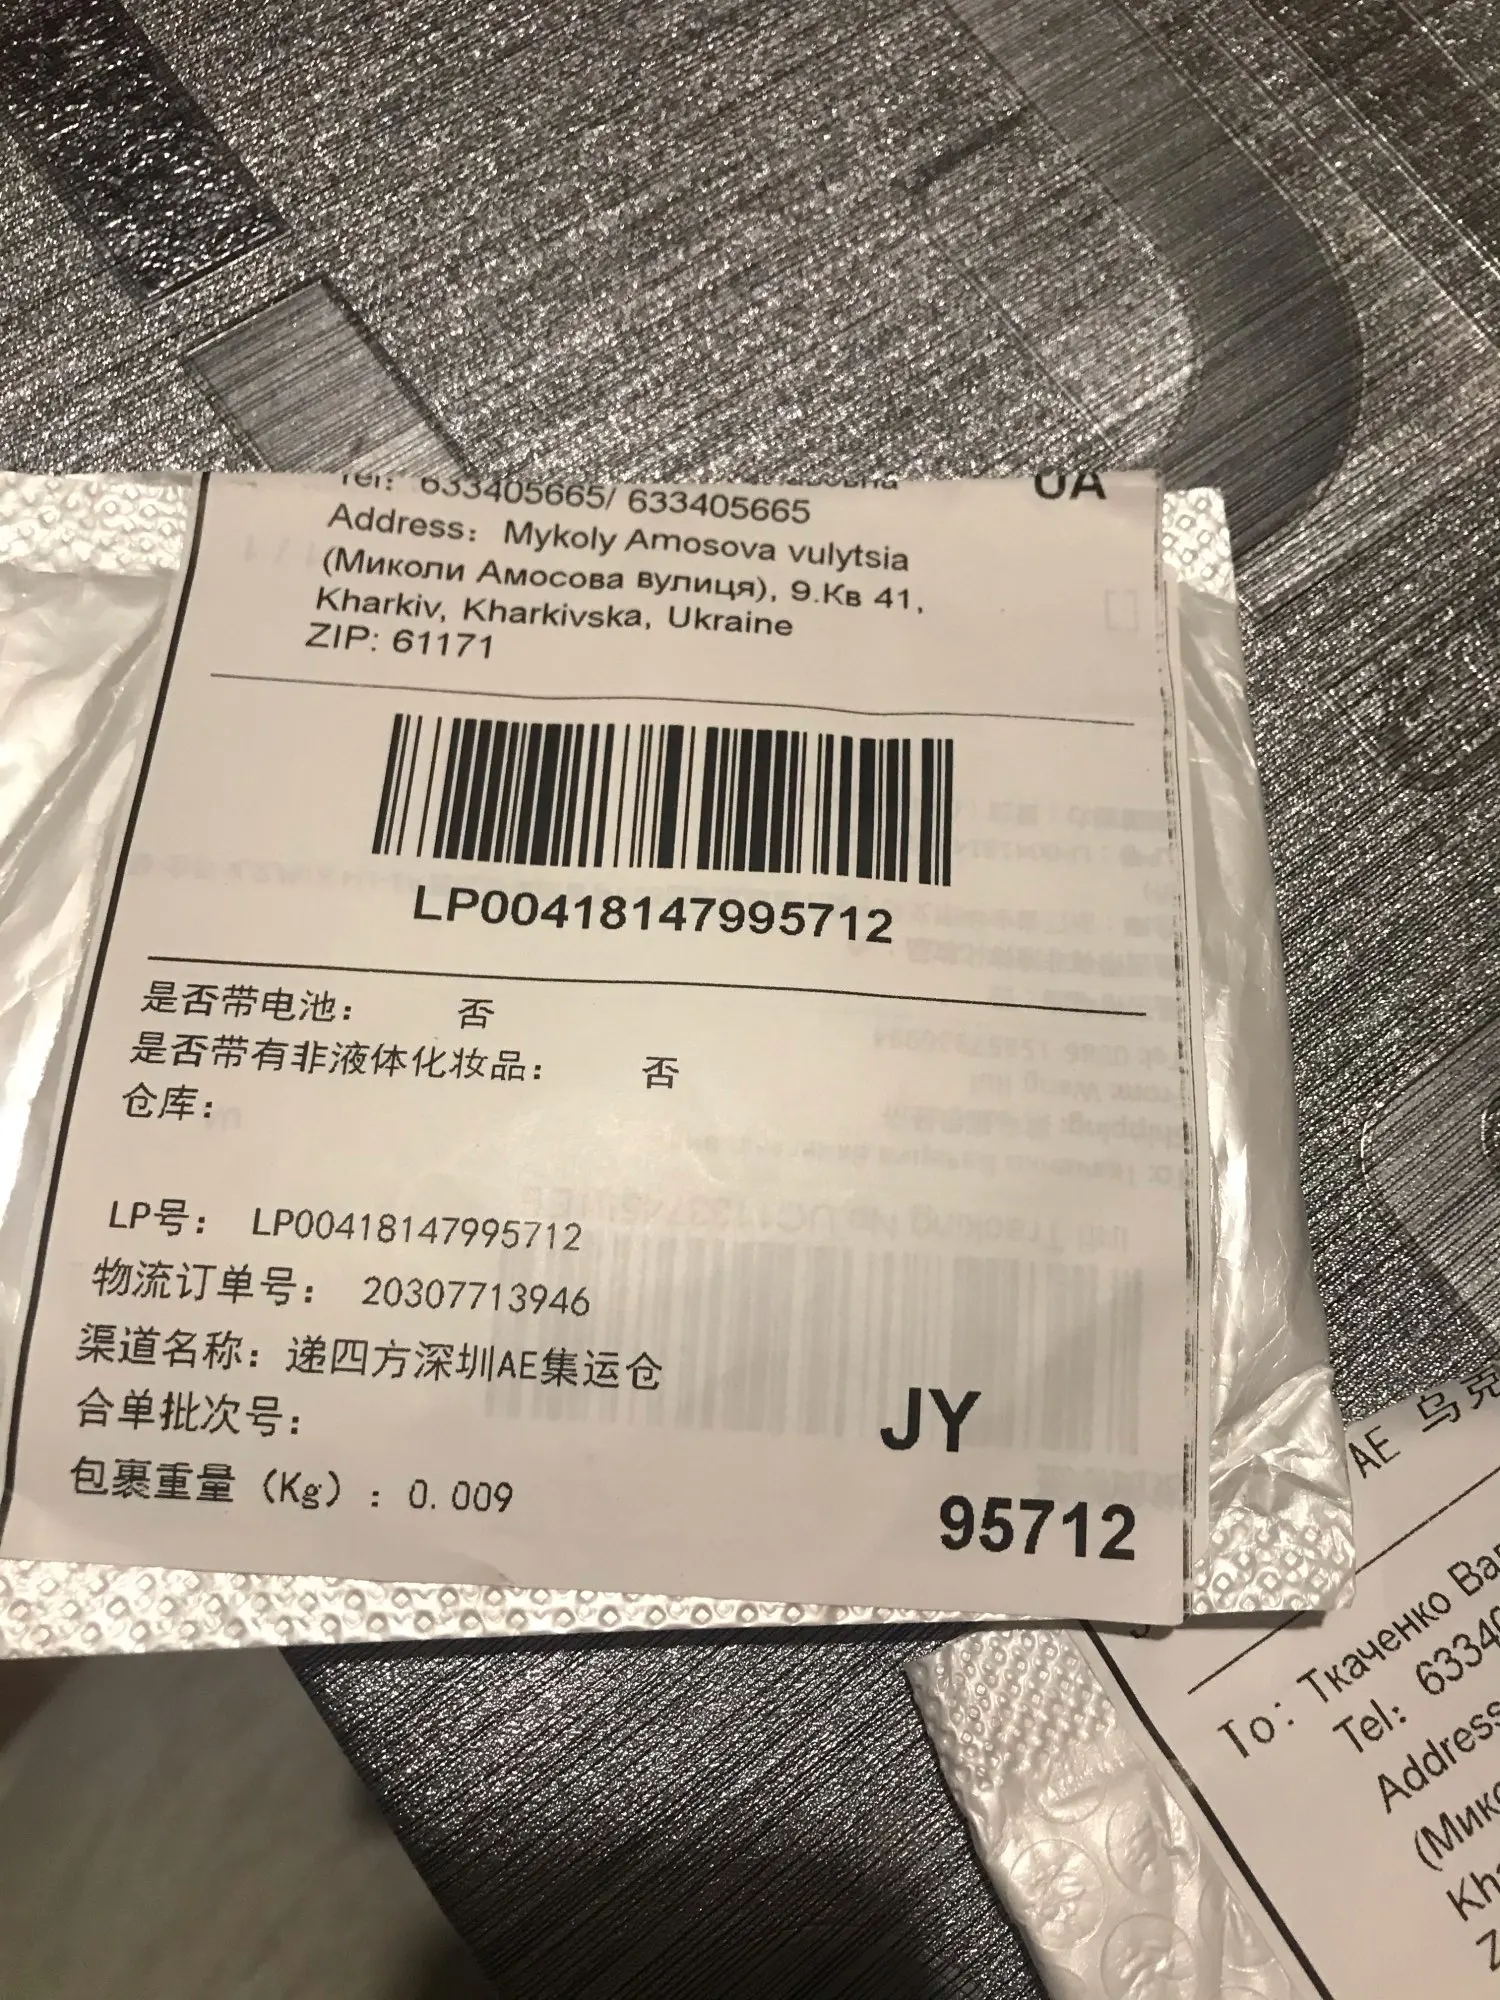 Tel: 633405665/ 633405665
UA
Address: Mykoly Amosova vulytsia
(Миколи Амосова вулиця), 9.Кв 41,
Kharkiv, Kharkivska, Ukraine
ZIP: 61171
LP00418147995712
是否带电池: 否
是否带有非液体化妆品: 否
仓库:
LP号: LP00418147995712
物流订单号: 20307713946
渠道名称: 递四方深圳AE集运仓
合单批次号:
包裹重量（Kg）: 0.009
JY
95712
AE 乌克
To: Ткаченко Вар
Tel: 6334
Address
(Мико
Kha
Z